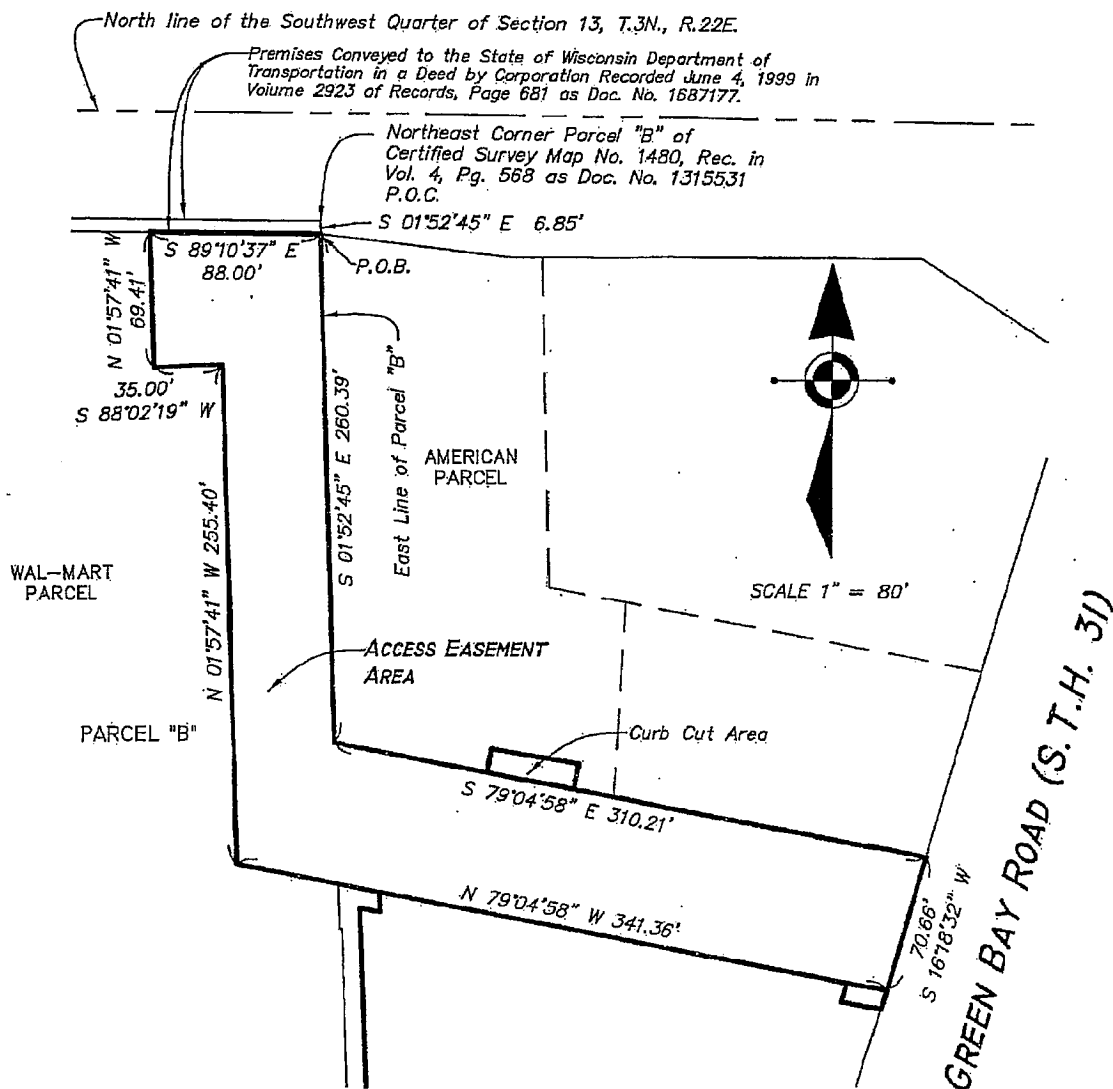 North line of the Southwest Quarter of Section 13, T.3N., R.22E.
Premises Conveyed to the State of Wisconsin Department of
Transportation in a Deed by Corporation Recorded June 4, 1999 in
Volume 2923 of Records, Page 681 as Doc. No. 1687177.
Northeast Corner Parcel "B" of
Certified Survey Map No. 1480, Rec. in
Vol. 4, Pg. 568 as Doc. No. 1315531
P.O.C.
S 01°52'45" E 6.85'
S 89°10'37" E
88.00'
P.O.B.
N 01°57'41" W
69.41'
35.00'
S 88°02'19" W
S 01°52'45" E 260.39'
East Line of Parcel "B"
AMERICAN
PARCEL
N 01°57'41" W 255.40'
WAL-MART
PARCEL
SCALE 1" = 80'
ACCESS EASEMENT
AREA
PARCEL "B"
Curb Cut Area
S 79°04'58" E 310.21'
N 79°04'58" W 341.36'
70.66'
S 16°18'32" W
GREEN BAY ROAD (S.T.H. 31)